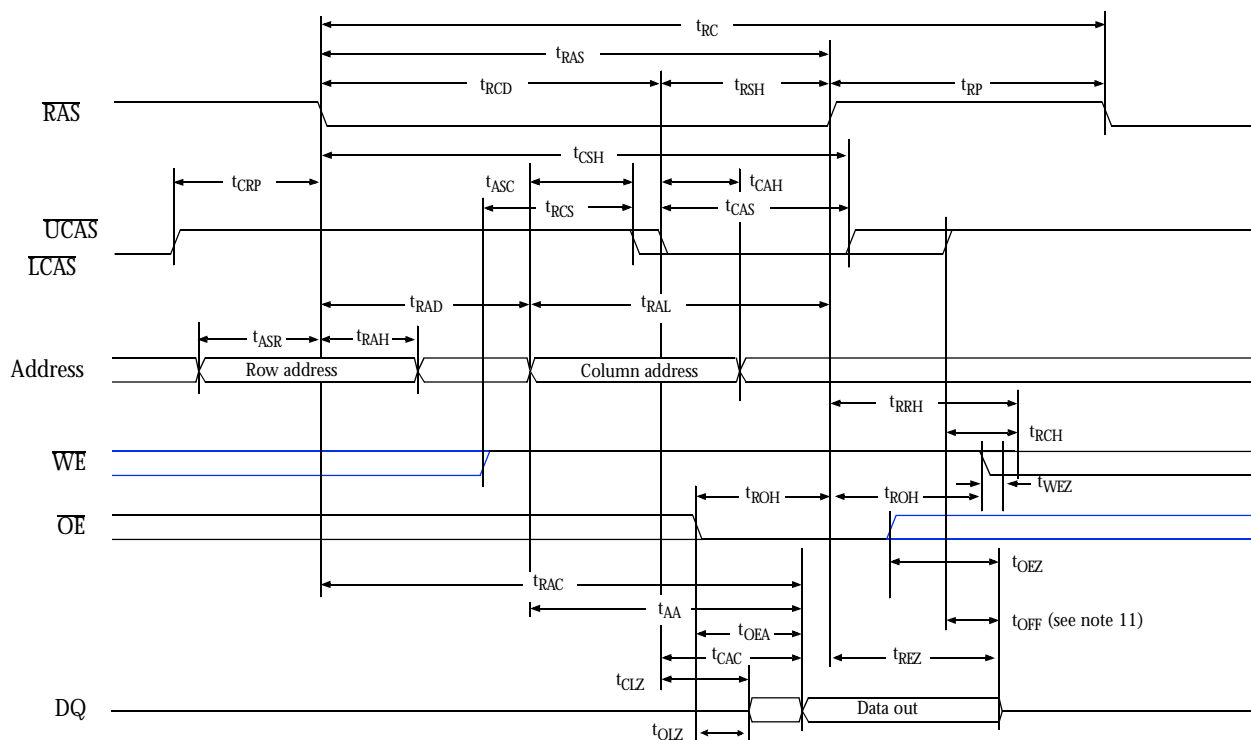 tRC
tRAS
tRCD tRSH tRP
RAS
tCSH
tCRP tASC tCAH
tRCS tCAS
UCAS
LCAS
tRAD tRAL
tASR tRAH
Address Row address Column address
tRRH
tRCH
WE
tWEZ
tROH tROH
OE
tOEZ
tRAC
tAA
tOFF (see note 11)
tOEA
tCAC tREZ
tCLZ
DQ Data out
tOLZ